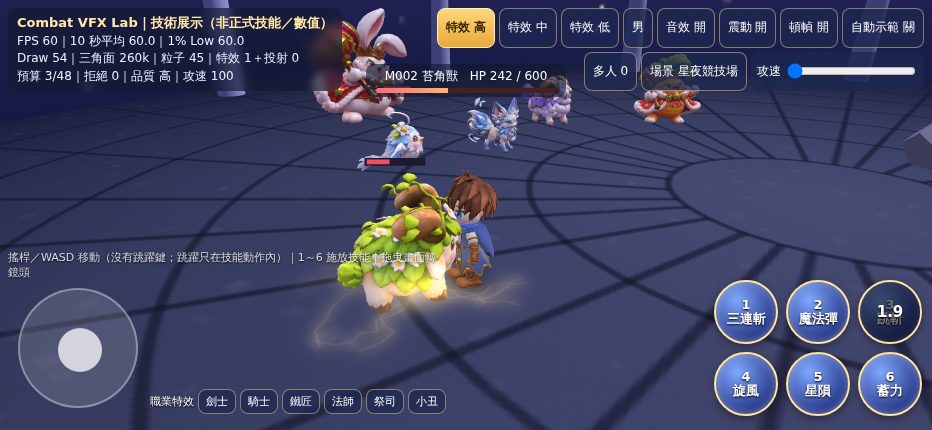 Combat VFX Lab｜技術展示（非正式技能／數值）
FPS 60｜10 秒平均 60.0｜1% Low 60.0
Draw 54｜三角面 260k｜粒子 45｜特效 1＋投射 0
預算 3/48｜拒絕 0｜品質 高｜攻速 100
特效 高
特效 中
特效 低
男
音效 開
震動 開
頓幀 開
自動示範 關
多人 0
場景 星夜競技場
攻速
M002 苔角獸 HP 242 / 600
搖桿／WASD 移動（沒有跳躍鍵；跳躍只在技能動作內）｜1～6 施放技能｜拖曳畫面轉
鏡頭
1
三連斬
2
魔法彈
3
1.9
跳斬
4
旋風
5
星隕
6
蓄力
職業特效
劍士
騎士
鐵匠
法師
祭司
小丑